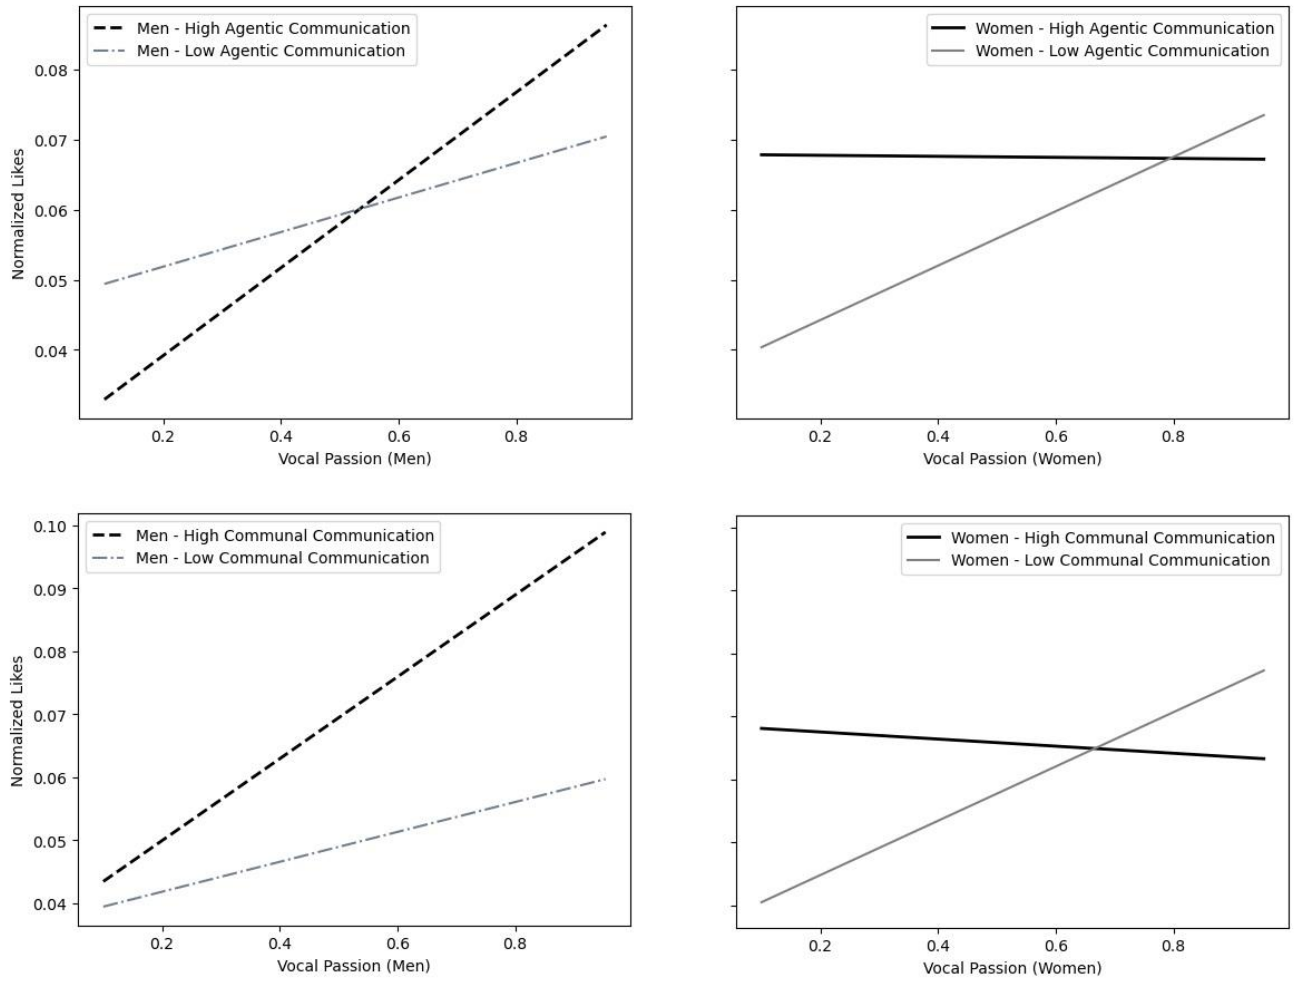 Men - High Agentic Communication
Men - Low Agentic Communication
0.08
0.07
0.06
0.05
0.04
Normalized Likes
0.2 0.4 0.6 0.8
Vocal Passion (Men)
Women - High Agentic Communication
Women - Low Agentic Communication
0.2 0.4 0.6 0.8
Vocal Passion (Women)
Men - High Communal Communication
Men - Low Communal Communication
0.10
0.09
0.08
0.07
0.06
0.05
0.04
Normalized Likes
0.2 0.4 0.6 0.8
Vocal Passion (Men)
Women - High Communal Communication
Women - Low Communal Communication
0.2 0.4 0.6 0.8
Vocal Passion (Women)